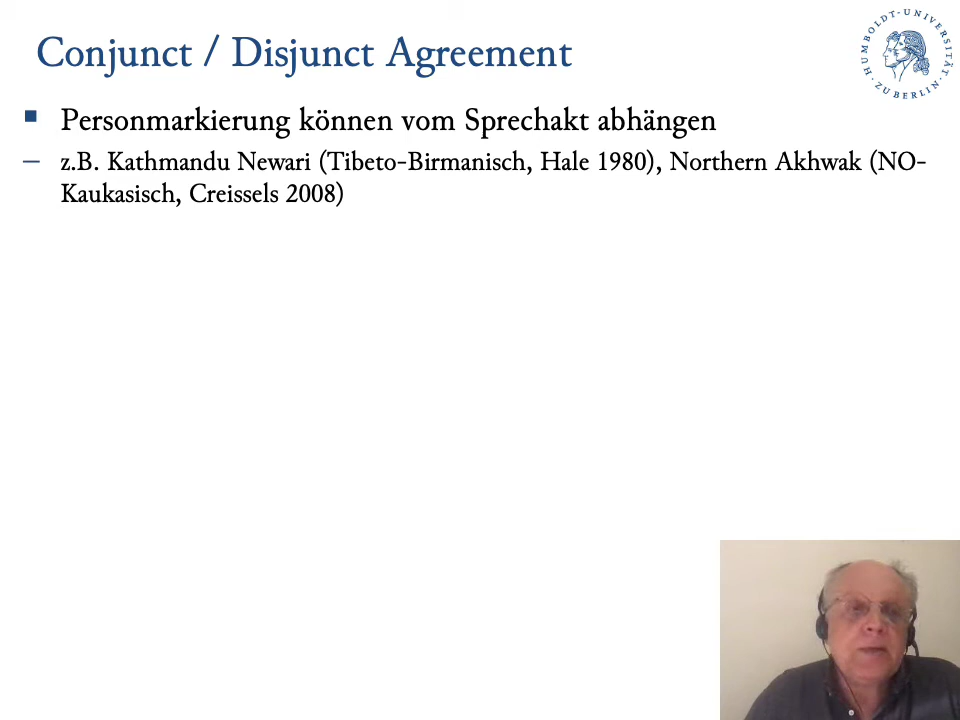 Conjunct / Disjunct Agreement
HUMBOLDT-UNIVERSITÄT
· ZU BERLIN ·
▪ Personmarkierung können vom Sprechakt abhängen
– z.B. Kathmandu Newari (Tibeto-Birmanisch, Hale 1980), Northern Akhwak (NO-
Kaukasisch, Creissels 2008)